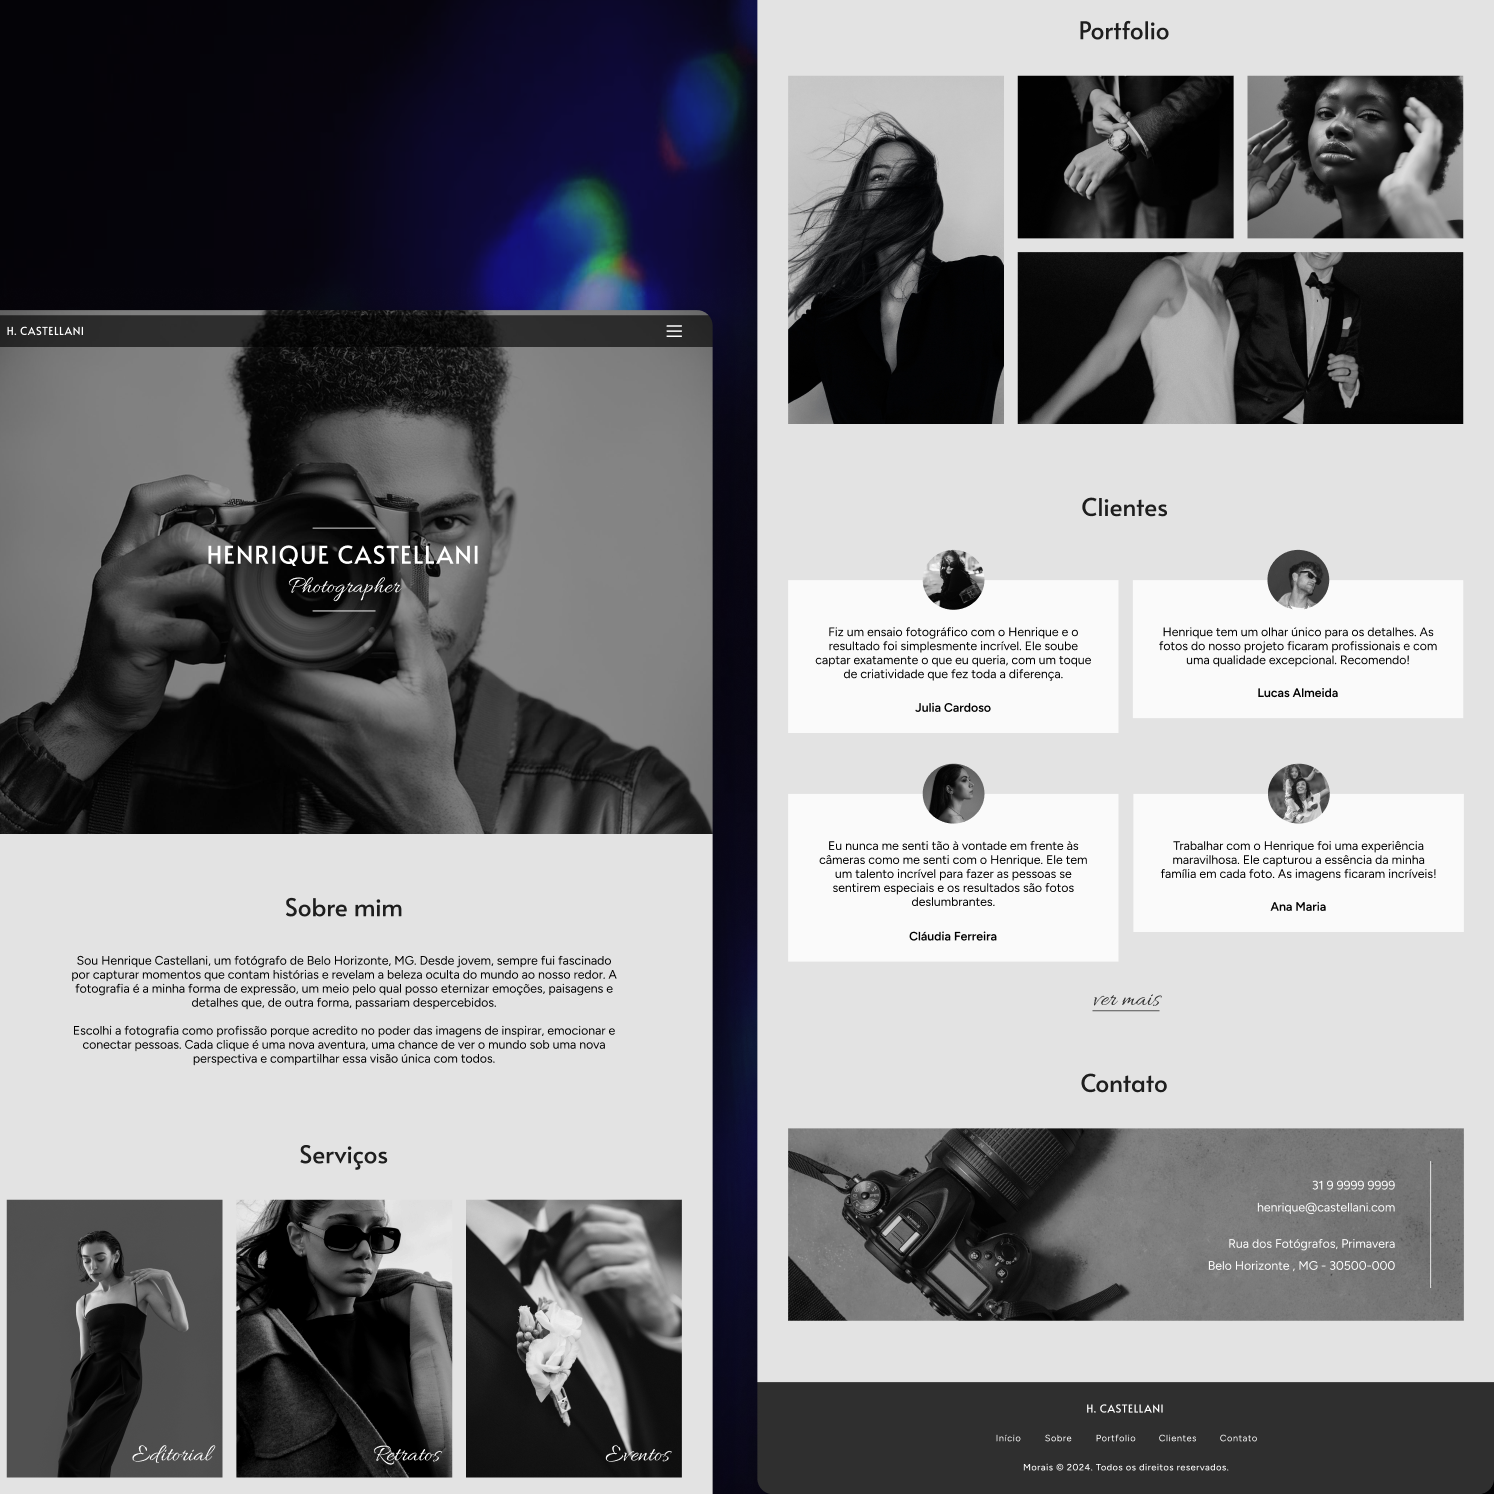 H. CASTELLANI
HENRIQUE CASTELLANI
Photographer
Sobre mim
Sou Henrique Castellani, um fotógrafo de Belo Horizonte, MG. Desde jovem, sempre fui fascinado
por capturar momentos que contam histórias e revelam a beleza oculta do mundo ao nosso redor. A
fotografia é a minha forma de expressão, um meio pelo qual posso eternizar emoções, paisagens e
detalhes que, de outra forma, passariam despercebidos.
Escolhi a fotografia como profissão porque acredito no poder das imagens de inspirar, emocionar e
conectar pessoas. Cada clique é uma nova aventura, uma chance de ver o mundo sob uma nova
perspectiva e compartilhar essa visão única com todos.
Serviços
Editorial
Retratos
Eventos
Portfolio
Clientes
Fiz um ensaio fotográfico com o Henrique e o
resultado foi simplesmente incrível. Ele soube
captar exatamente o que eu queria, com um toque
de criatividade que fez toda a diferença.
Julia Cardoso
Henrique tem um olhar único para os detalhes. As
fotos do nosso projeto ficaram profissionais e com
uma qualidade excepcional. Recomendo!
Lucas Almeida
Eu nunca me senti tão à vontade em frente às
câmeras como me senti com o Henrique. Ele tem
um talento incrível para fazer as pessoas se
sentirem especiais e os resultados são fotos
deslumbrantes.
Cláudia Ferreira
Trabalhar com o Henrique foi uma experiência
maravilhosa. Ele capturou a essência da minha
família em cada foto. As imagens ficaram incríveis!
Ana Maria
ver mais
Contato
31 9 9999 9999
henrique@castellani.com
Rua dos Fotógrafos, Primavera
Belo Horizonte , MG - 30500-000
H. CASTELLANI
Início Sobre Portfolio Clientes Contato
Morais © 2024. Todos os direitos reservados.